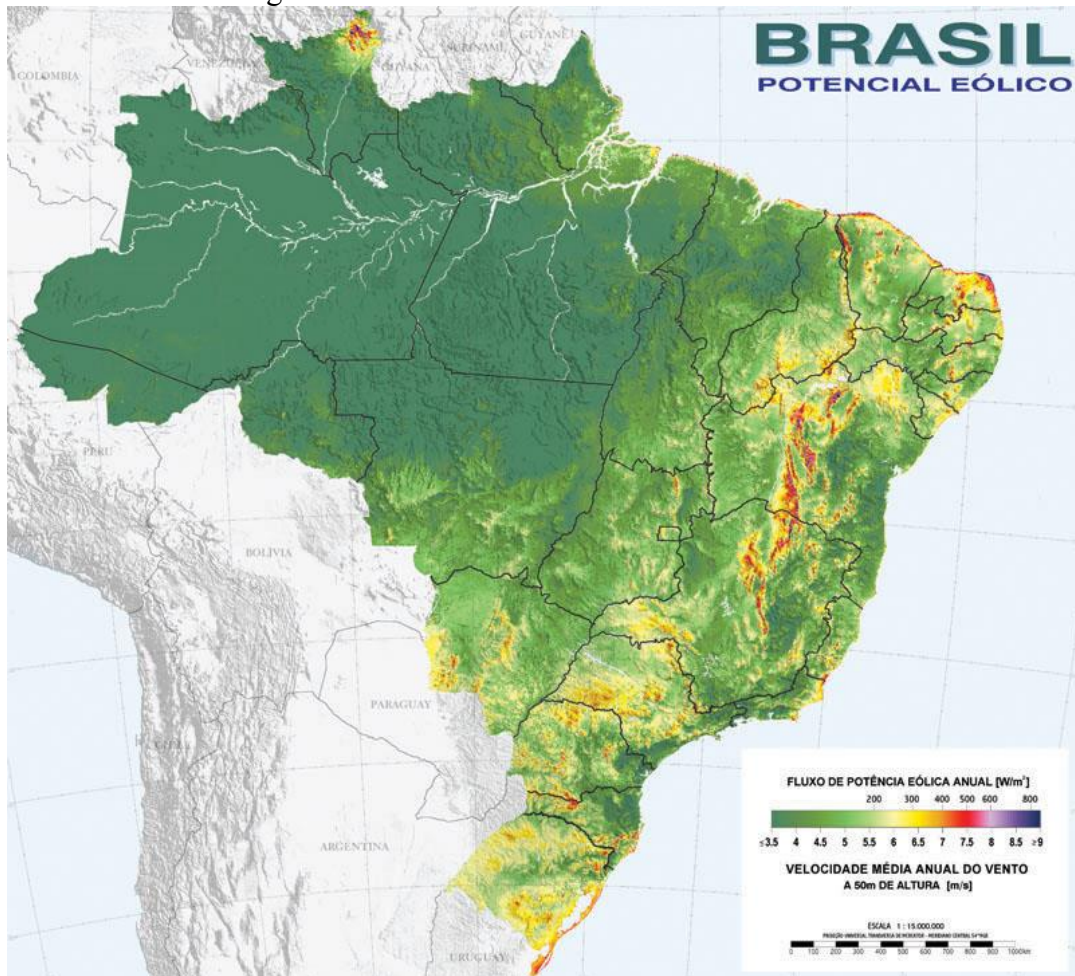 BRASIL
POTENCIAL EÓLICO
COLOMBIA
VENEZUELA
GUYANA
SURINAME
PERU
BOLÍVIA
PARAGUAY
ARGENTINA
URUGUAY
FLUXO DE POTÊNCIA EÓLICA ANUAL [W/m²]
200 300 400 500 600 800
≤3.5 4 4.5 5 5.5 6 6.5 7 7.5 8 8.5 ≥9
VELOCIDADE MÉDIA ANUAL DO VENTO
A 50m DE ALTURA [m/s]
ESCALA 1 : 15.000.000
0 100 200 300 400 500 600 700 800 900 1000km